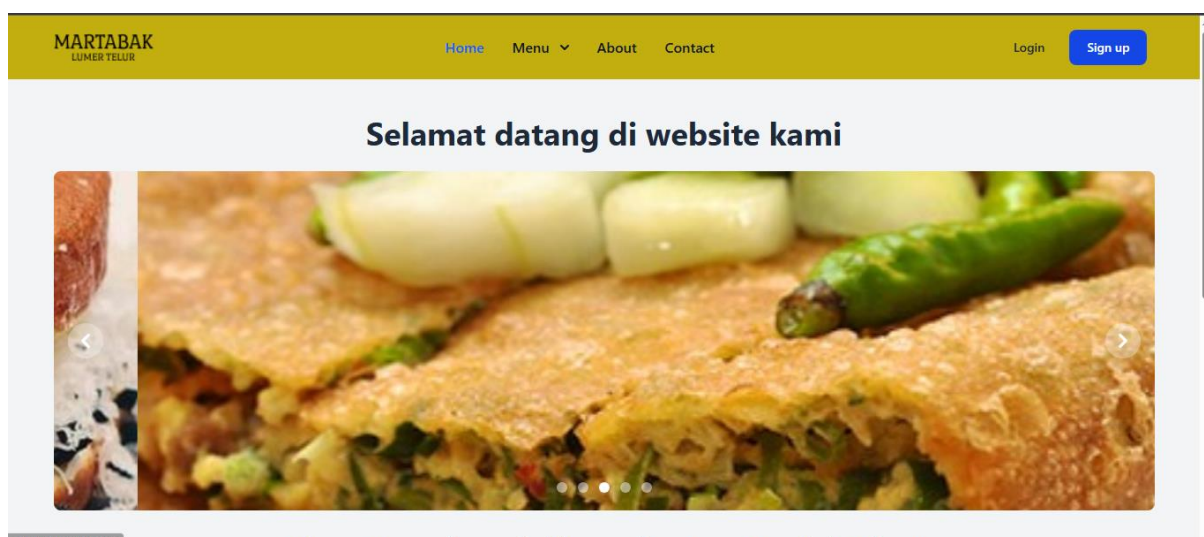 MARTABAK
LUMER TELUR
Home Menu About Contact
Login Sign up
Selamat datang di website kami